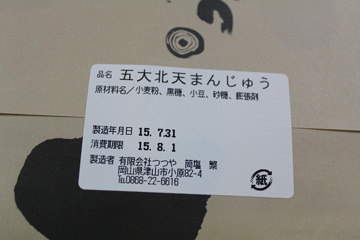 品名 五大北天まんじゅう
原材料名／小麦粉、黒糖、小豆、砂糖、膨張剤
製造年月日 15.7.31
消費期限 15.8.1
製造者 有限会社つつや 岡塩 繁
岡山県津山市小原82-4
℡0868-22-6616
紙